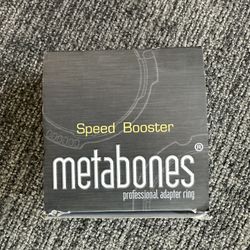 Speed Booster
metabones®
professional adapter ring